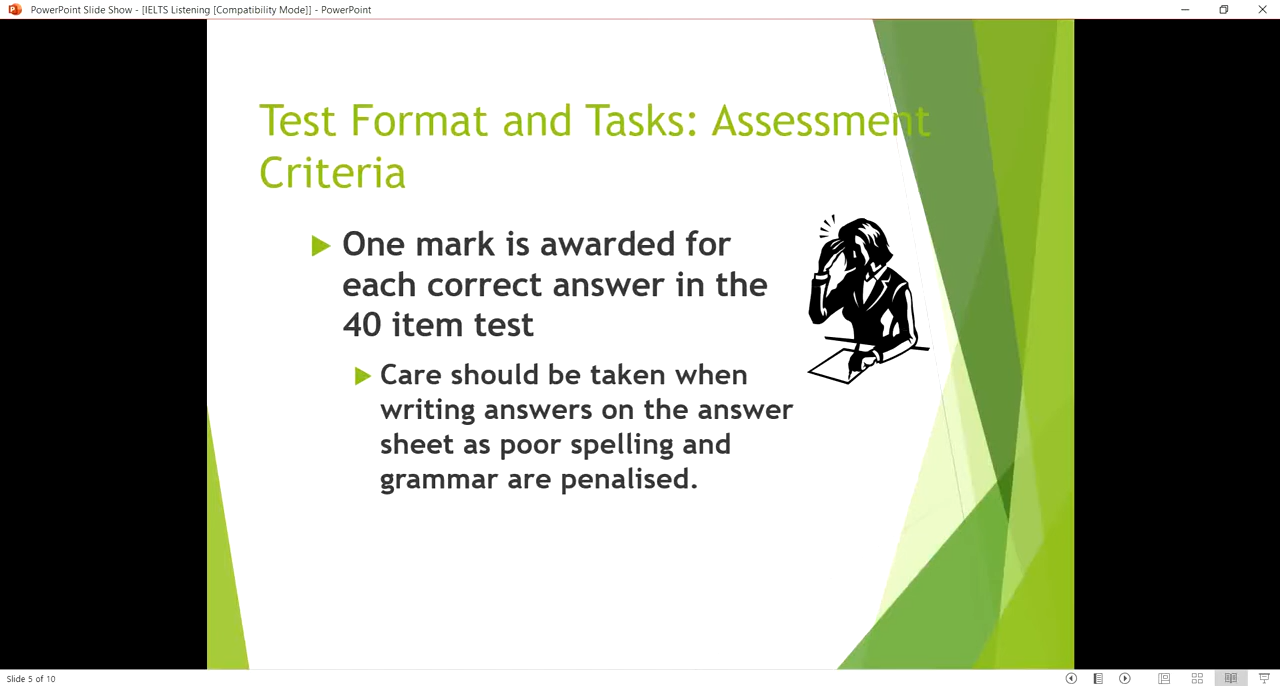 PowerPoint Slide Show - [IELTS Listening [Compatibility Mode]] - PowerPoint
Test Format and Tasks: Assessment
Criteria
One mark is awarded for
each correct answer in the
40 item test
Care should be taken when
writing answers on the answer
sheet as poor spelling and
grammar are penalised.
Slide 5 of 10